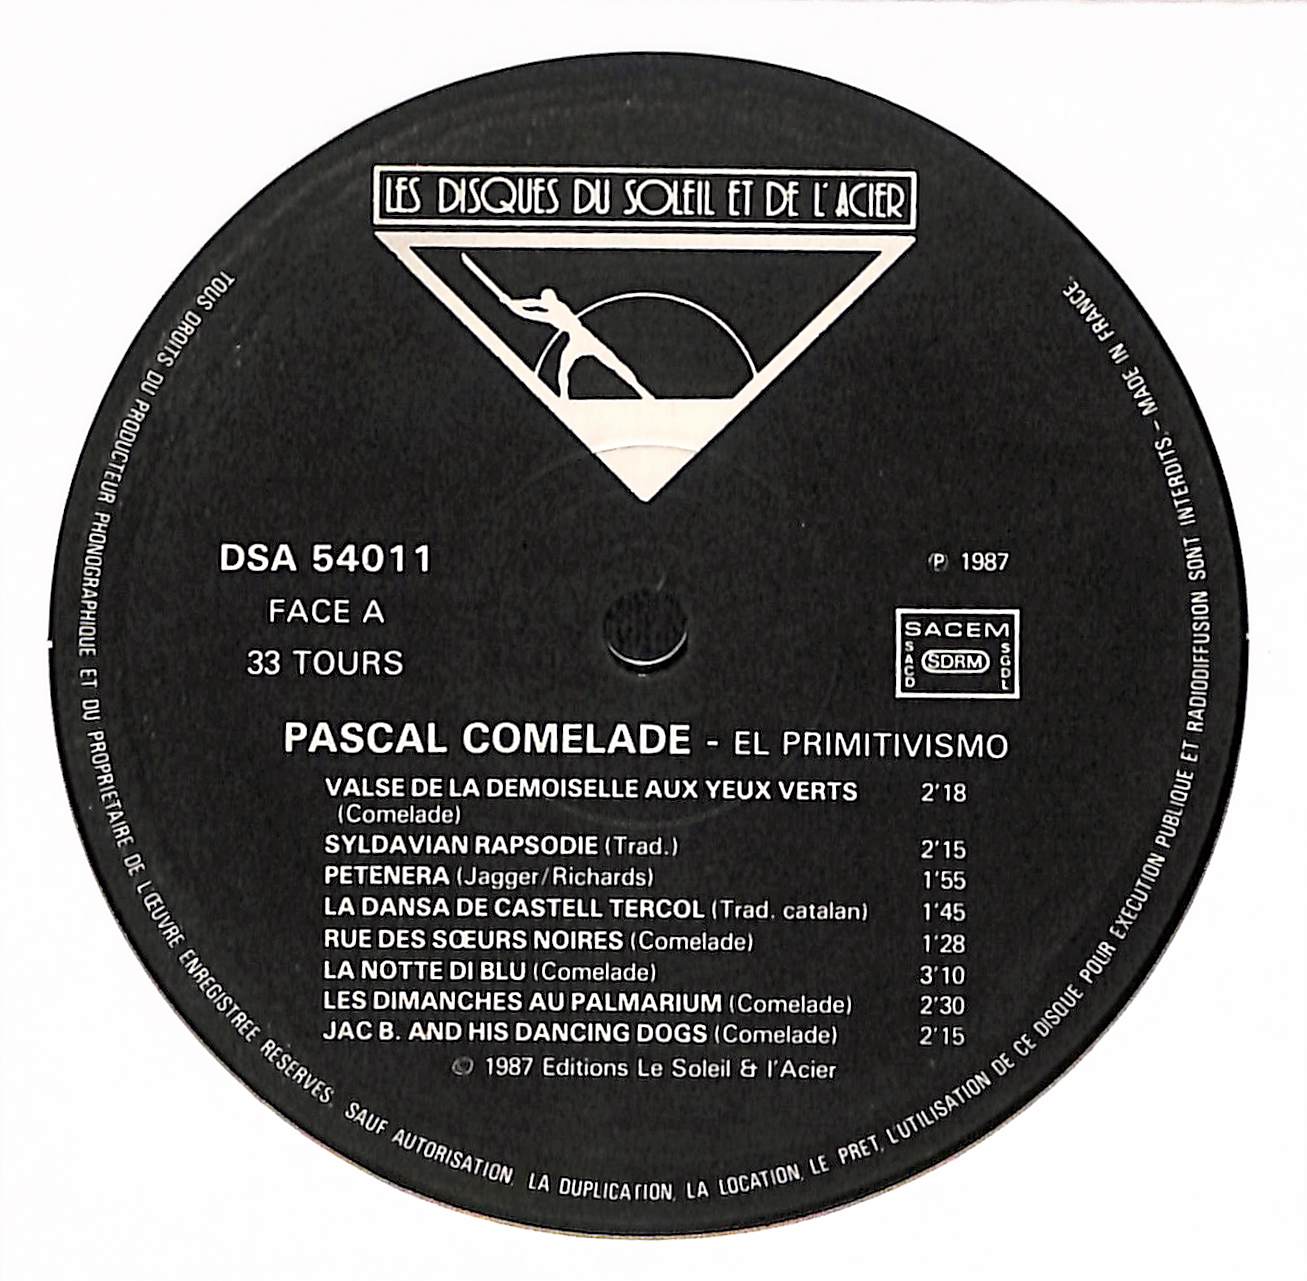 LES DISQUES DU SOLEIL ET DE L'ACIER
DSA 54011
FACE A
33 TOURS
Ⓟ 1987
SACEM
SACD
SDRM
SGDL
PASCAL COMELADE - EL PRIMITIVISMO
VALSE DE LA DEMOISELLE AUX YEUX VERTS 2'18
(Comelade)
SYLDAVIAN RAPSODIE (Trad.) 2'15
PETENERA (Jagger/Richards) 1'55
LA DANSA DE CASTELL TERCOL (Trad. catalan) 1'45
RUE DES SŒURS NOIRES (Comelade) 1'28
LA NOTTE DI BLU (Comelade) 3'10
LES DIMANCHES AU PALMARIUM (Comelade) 2'30
JAC B. AND HIS DANCING DOGS (Comelade) 2'15
© 1987 Editions Le Soleil & l'Acier
TOUS DROITS DU PRODUCTEUR PHONOGRAPHIQUE ET DU PROPRIETAIRE DE L'ŒUVRE ENREGISTREE RESERVES. SAUF AUTORISATION, LA DUPLICATION, LA LOCATION, LE PRET, L'UTILISATION DE CE DISQUE POUR EXECUTION PUBLIQUE ET RADIODIFFUSION SONT INTERDITS.- MADE IN FRANCE.